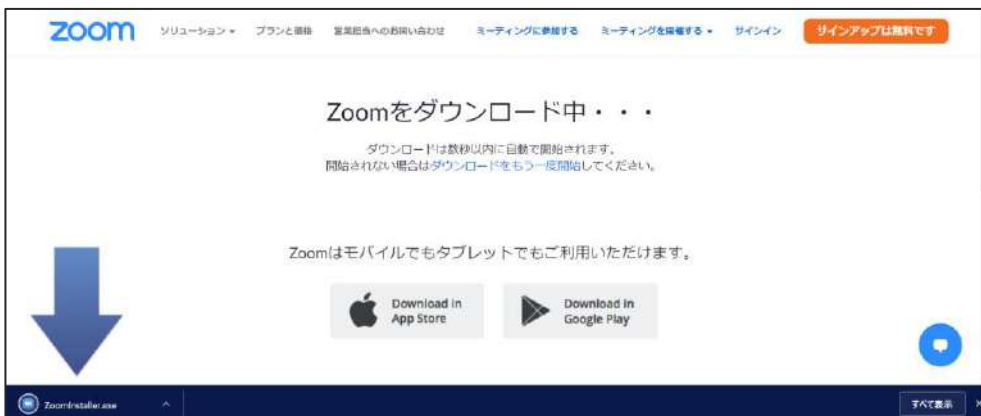 zoom ソリューション プランと価格 営業担当へのお問い合わせ ミーティングに参加する ミーティングを開催する サインイン サインアップは無料です
Zoomをダウンロード中・・・
ダウンロードは数秒以内に自動で開始されます。
開始されない場合はダウンロードをもう一度開始してください。
Zoomはモバイルでもタブレットでもご利用いただけます。
Download in
App Store
Download in
Google Play
ZoomInstaller.exe すべて表示